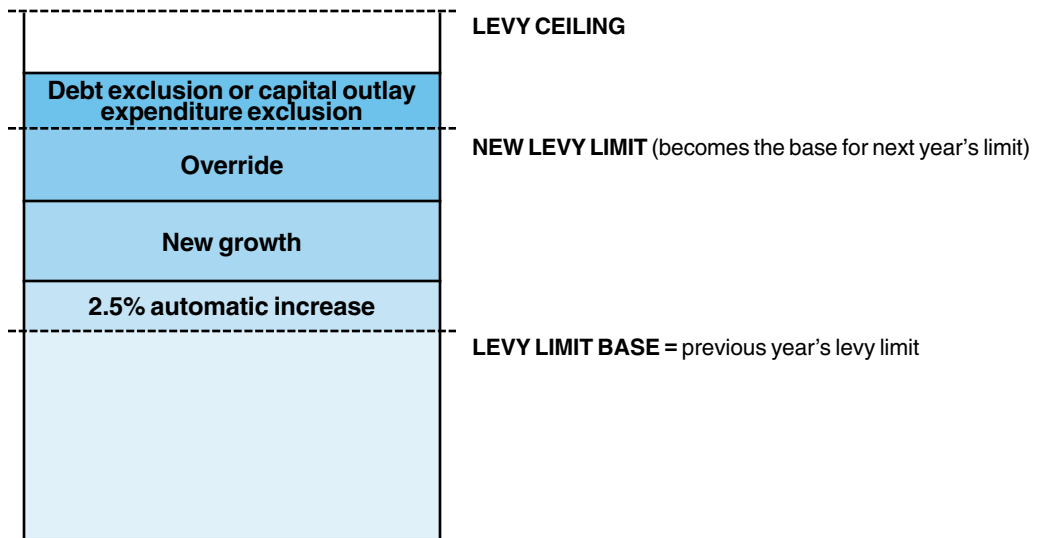 LEVY CEILING
Debt exclusion or capital outlay
expenditure exclusion
NEW LEVY LIMIT (becomes the base for next year’s limit)
Override
New growth
2.5% automatic increase
LEVY LIMIT BASE = previous year’s levy limit